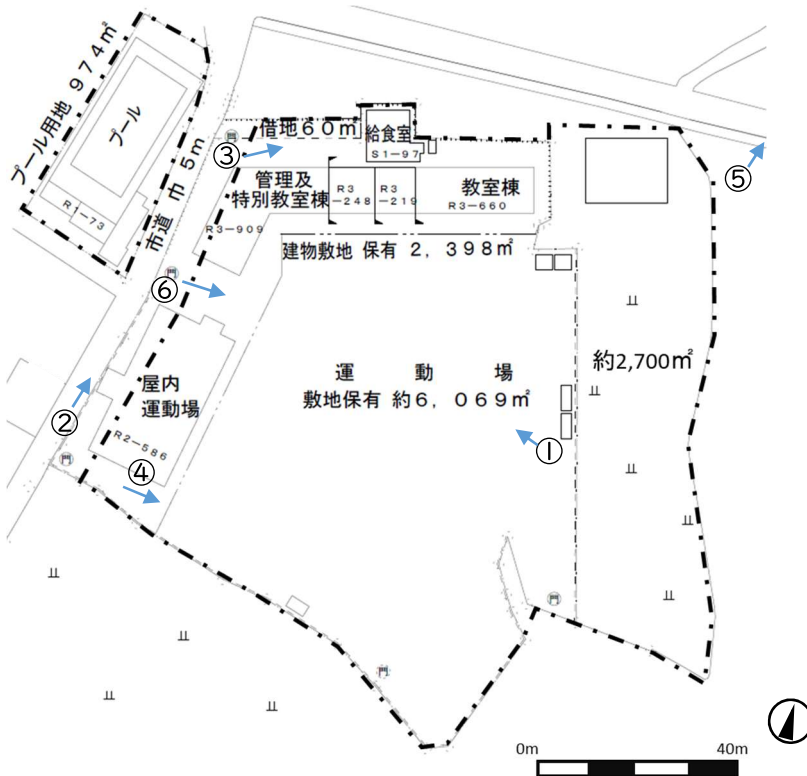 プール用地 974㎡
プール
R1-73
市道 巾 5m
借地60㎡
給食室
S1-97
③
⑤
管理及
特別教室棟
R3
-248
R3
-219
教室棟
R3-660
R3-909
建物敷地 保有 2,398㎡
⑥
運動場
敷地保有 約6,069㎡
約2,700㎡
屋内
運動場
②
R2-586
①
④
0m
40m